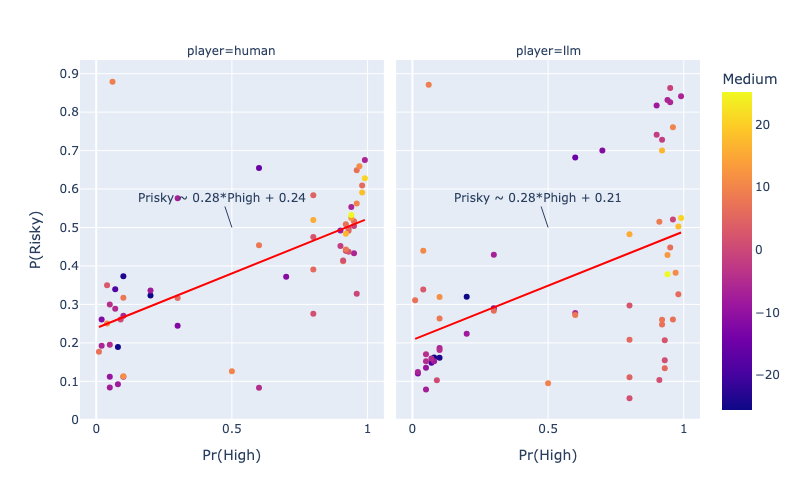 player=human
player=llm
Medium
0.9
0.8
0.7
0.6
0.5
0.4
0.3
0.2
0.1
0
P(Risky)
Prisky ~ 0.28*Phigh + 0.24
Prisky ~ 0.28*Phigh + 0.21
20
10
0
−10
−20
0
0.5
1
0
0.5
1
Pr(High)
Pr(High)